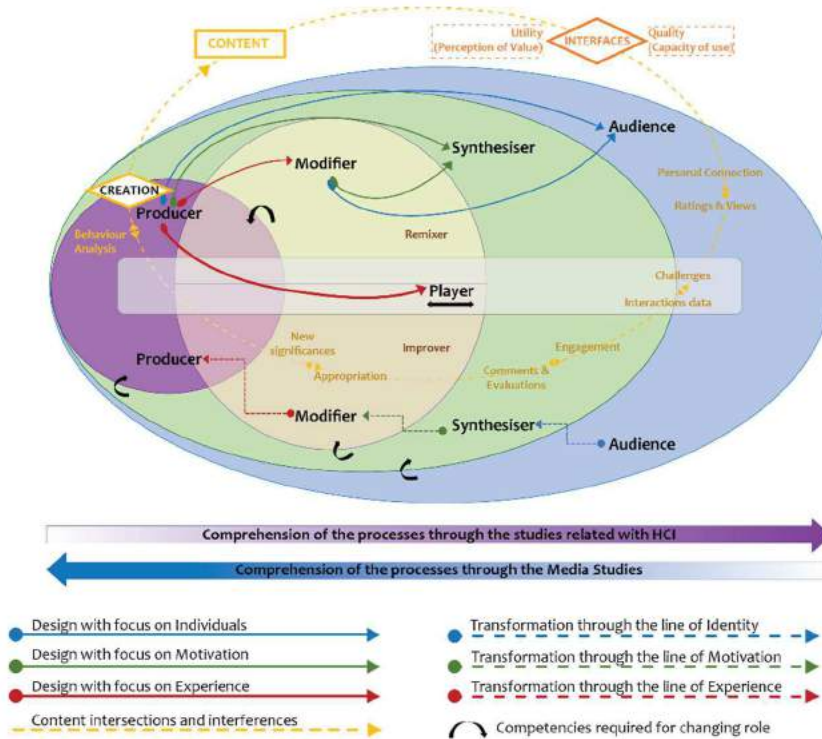 CONTENT
Utility
(Perception of Value)
INTERFACES
Quality
(Capacity of use)
Audience
Synthesiser
Modifier
Personal Connection
CREATION
Producer
Ratings & Views
Behaviour
Analysis
Remixer
Challenges
Player
Interactions data
New
significances
Improver
Engagement
Producer
Appropriation
Comments &
Evaluations
Modifier
Synthesiser
Audience
Comprehension of the processes through the studies related with HCI
Comprehension of the processes through the Media Studies
Design with focus on Individuals
Transformation through the line of Identity
Design with focus on Motivation
Transformation through the line of Motivation
Design with focus on Experience
Transformation through the line of Experience
Content intersections and interferences
Competencies required for changing role